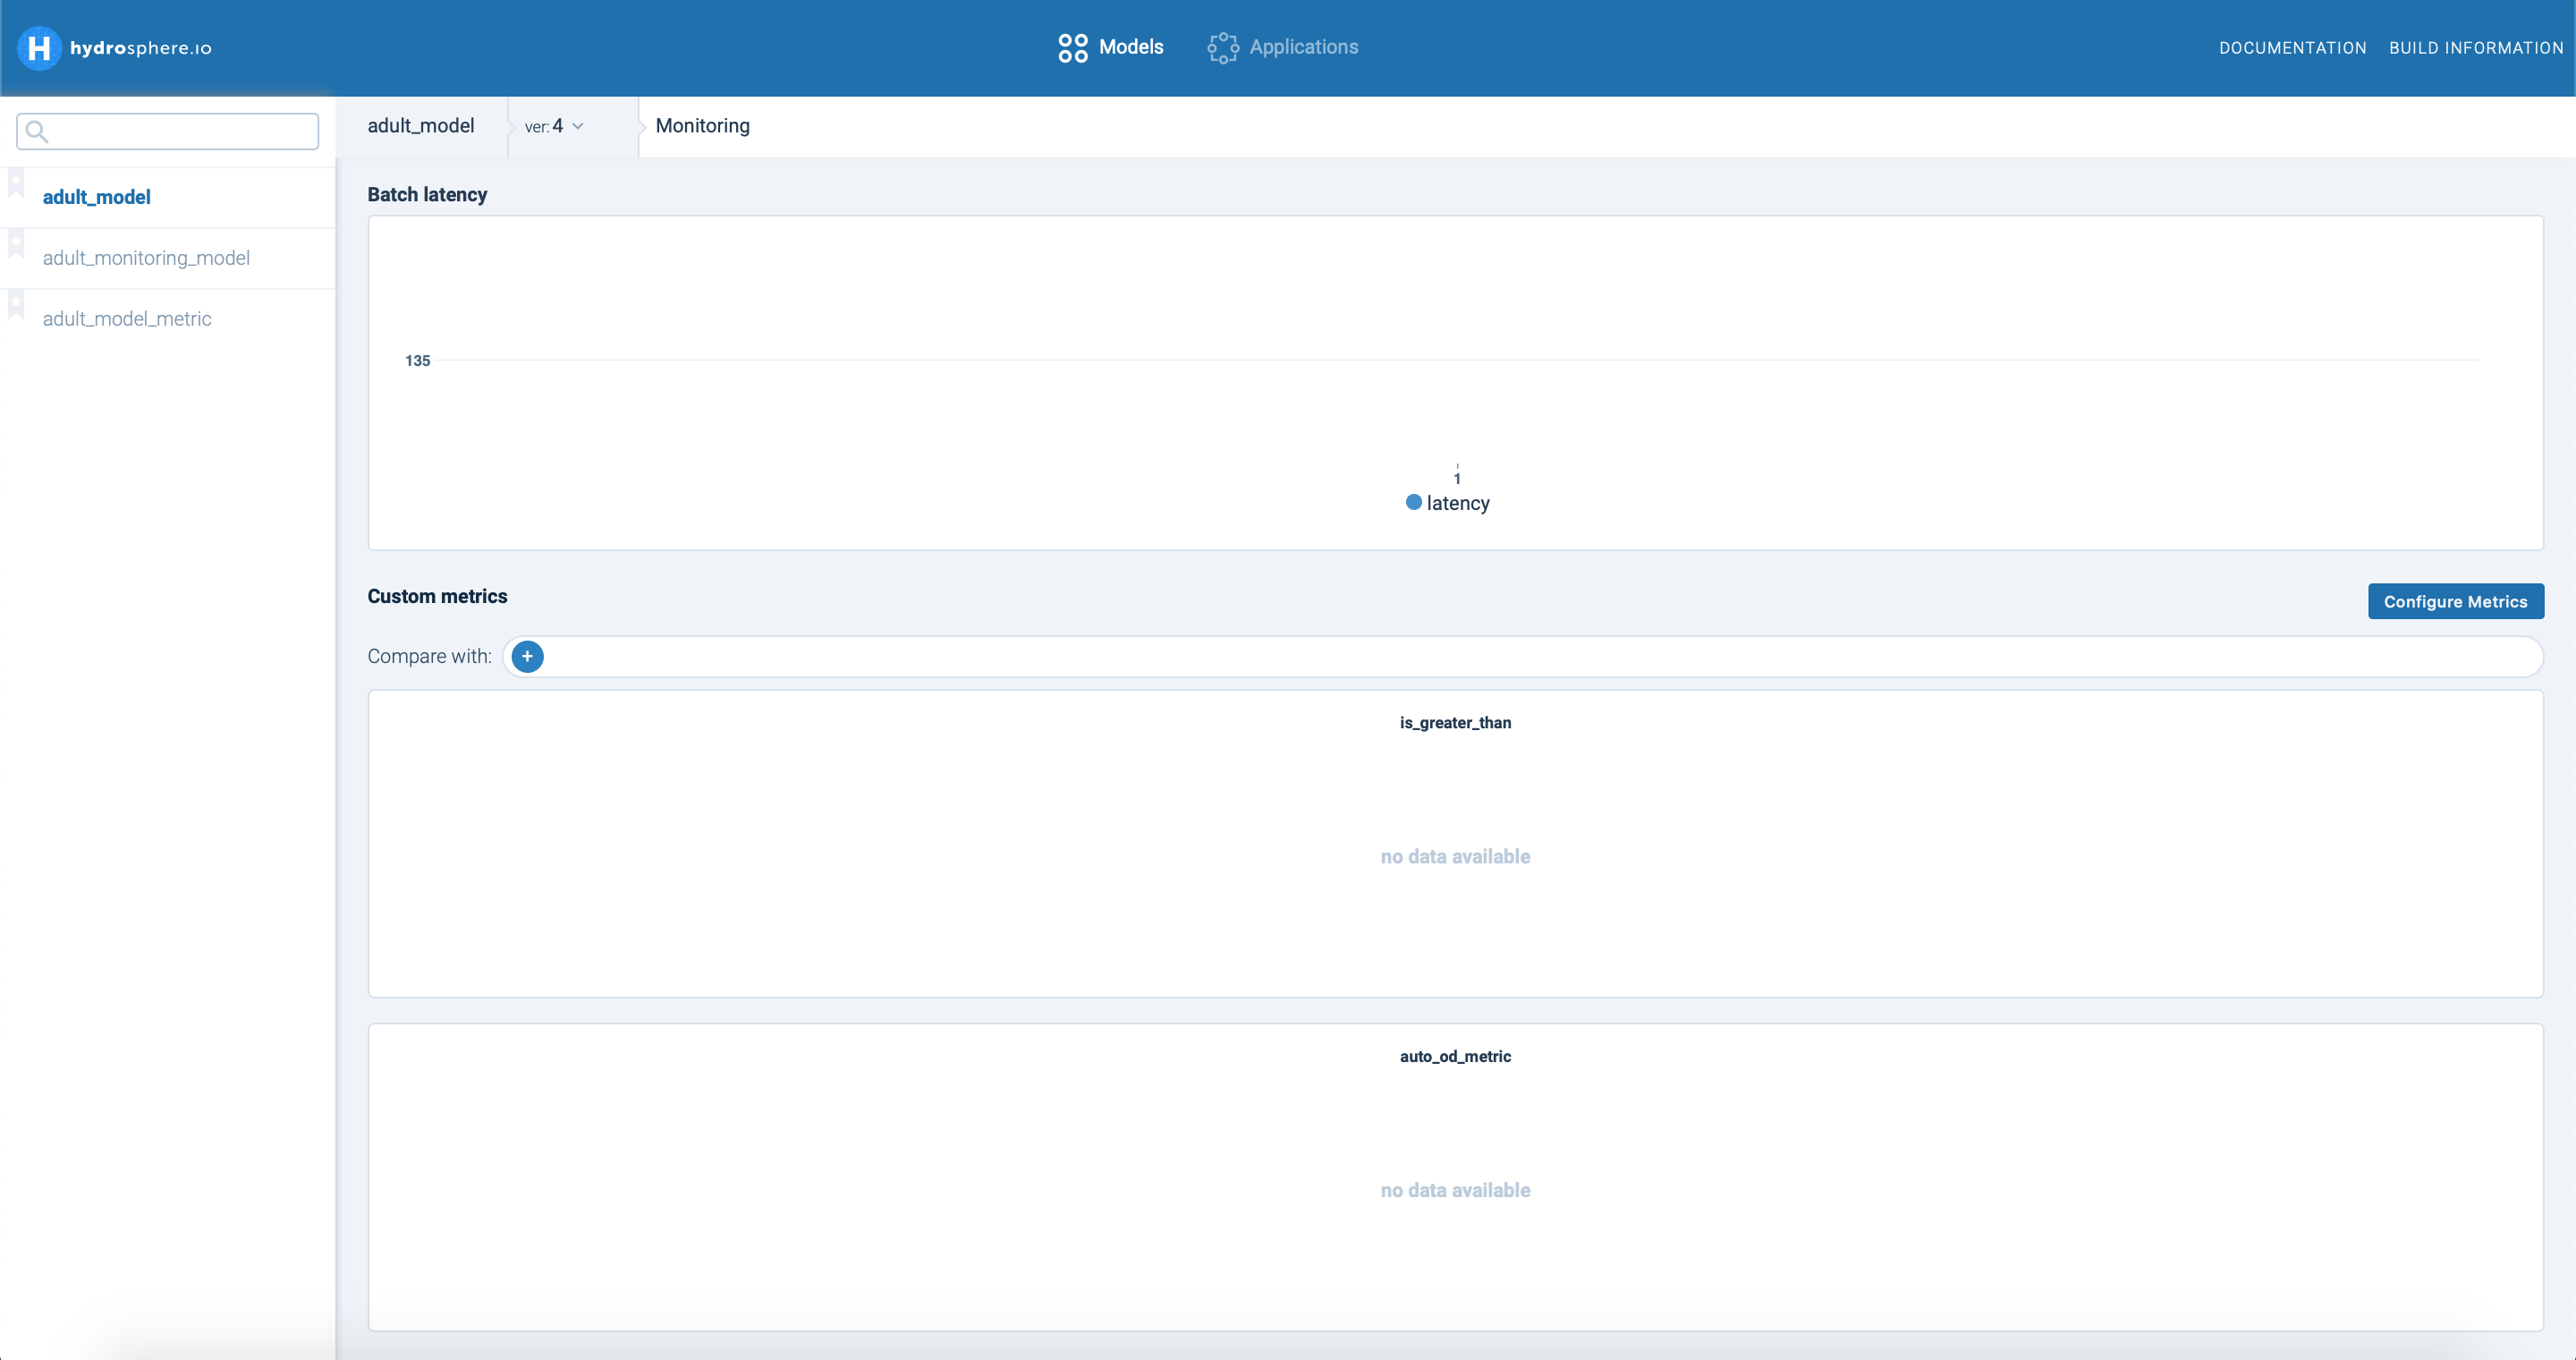 H hydrosphere.io
Models
Applications
DOCUMENTATION
BUILD INFORMATION
adult_model
adult_monitoring_model
adult_model_metric
adult_model
ver: 4
Monitoring
Batch latency
135
1
latency
Custom metrics
Configure Metrics
Compare with:
+
is_greater_than
no data available
auto_od_metric
no data available